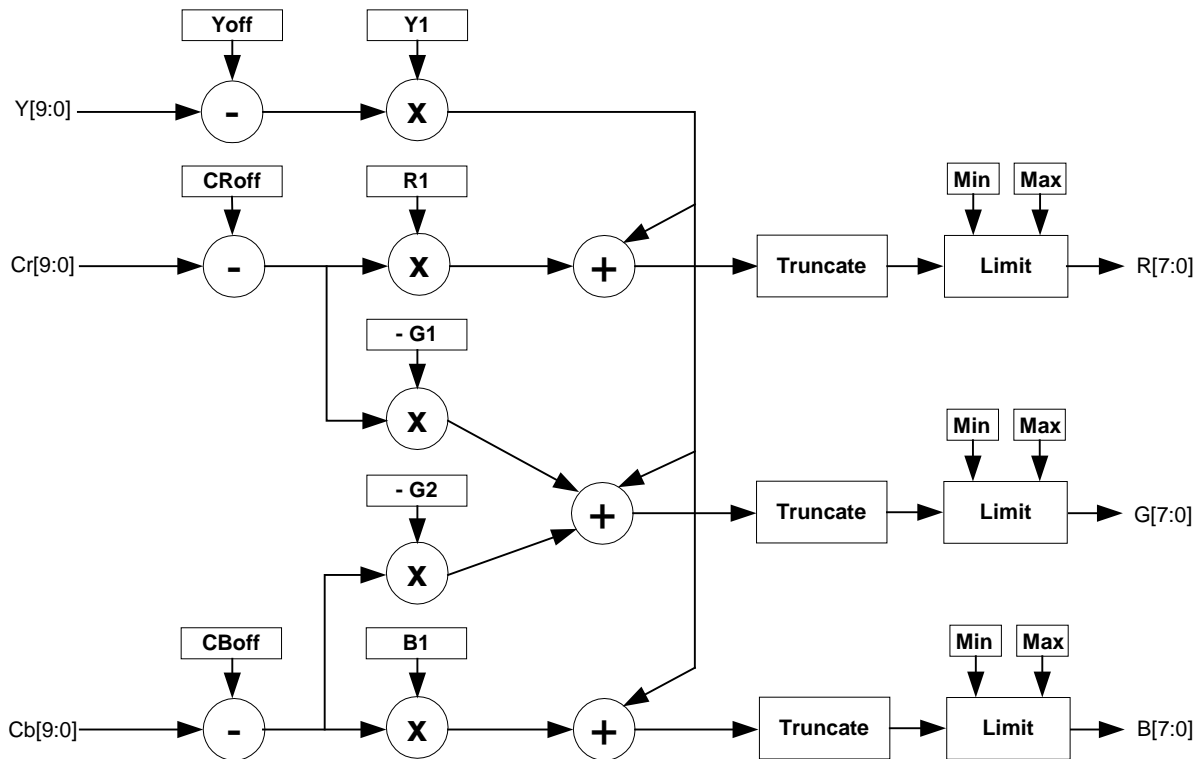 Yoff
Y1
Y[9:0]
-
x
CRoff
R1
Min
Max
Cr[9:0]
-
x
+
Truncate
Limit
R[7:0]
- G1
x
Min
Max
- G2
+
Truncate
Limit
G[7:0]
x
CBoff
B1
Min
Max
Cb[9:0]
-
x
+
Truncate
Limit
B[7:0]